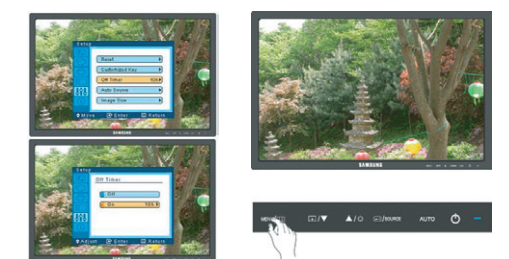 Setup
Reset
Customized Key
Off Timer
Auto Source
Image Size
Move Enter Return
SAMSUNG
Setup
Off Timer
Off
On 10h
Adjust Enter Return
SAMSUNG
SAMSUNG
MENU/
/▼
▲/
/SOURCE
AUTO